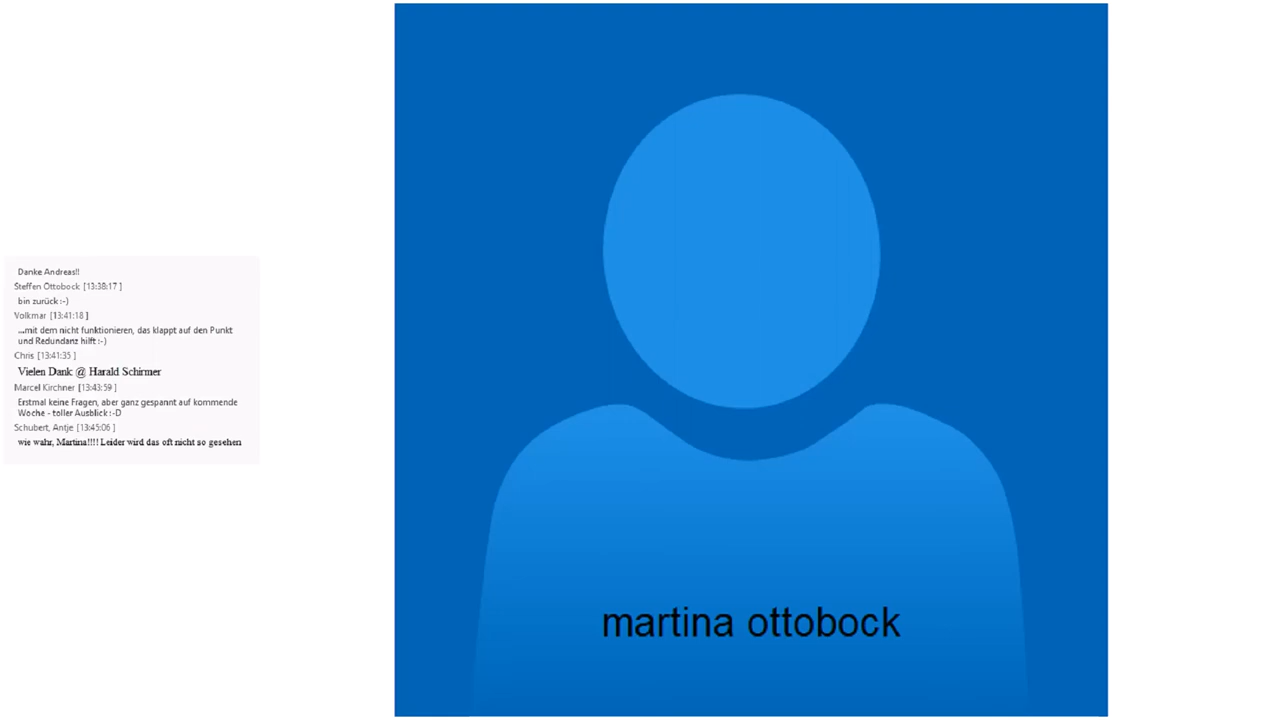 Danke Andreas!!
Steffen Ottobock [13:38:17 ]
bin zurück :-)
Volkmar [13:41:18 ]
...mit dem nicht funktionieren, das klappt auf den Punkt
und Redundanz hilft :-)
Chris [13:41:35 ]
Vielen Dank @ Harald Schirmer
Marcel Kirchner [13:43:59 ]
Erstmal keine Fragen, aber ganz gespannt auf kommende
Woche - toller Ausblick :-D
Schubert, Antje [13:45:06 ]
wie wahr, Martina!!!! Leider wird das oft nicht so gesehen
martina ottobock